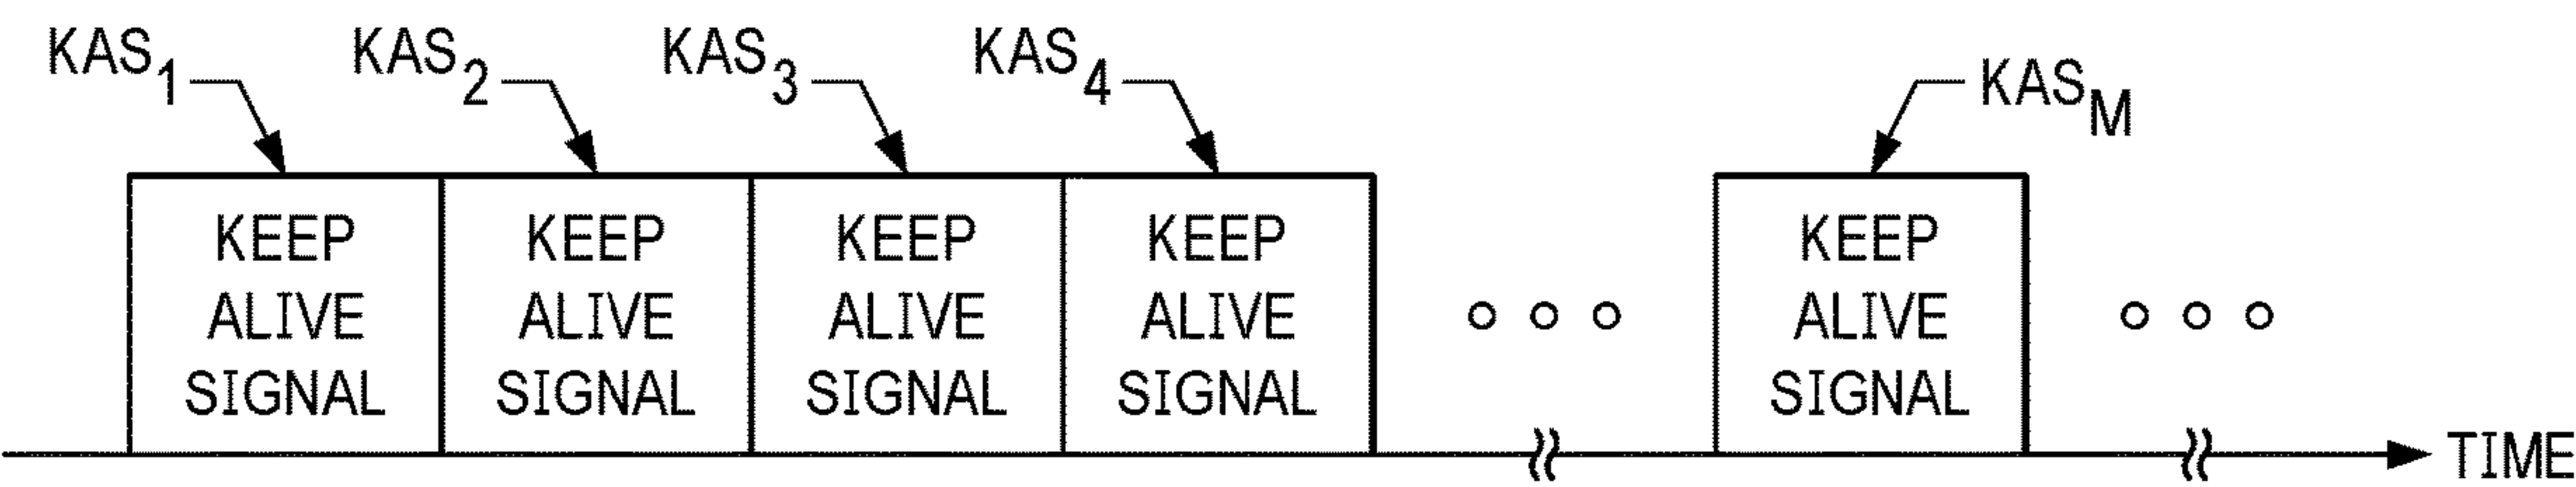 KAS1 KAS2 KAS3 KAS4 KASM
KEEP KEEP KEEP KEEP KEEP
ALIVE ALIVE ALIVE ALIVE ALIVE
SIGNAL SIGNAL SIGNAL SIGNAL SIGNAL
TIME